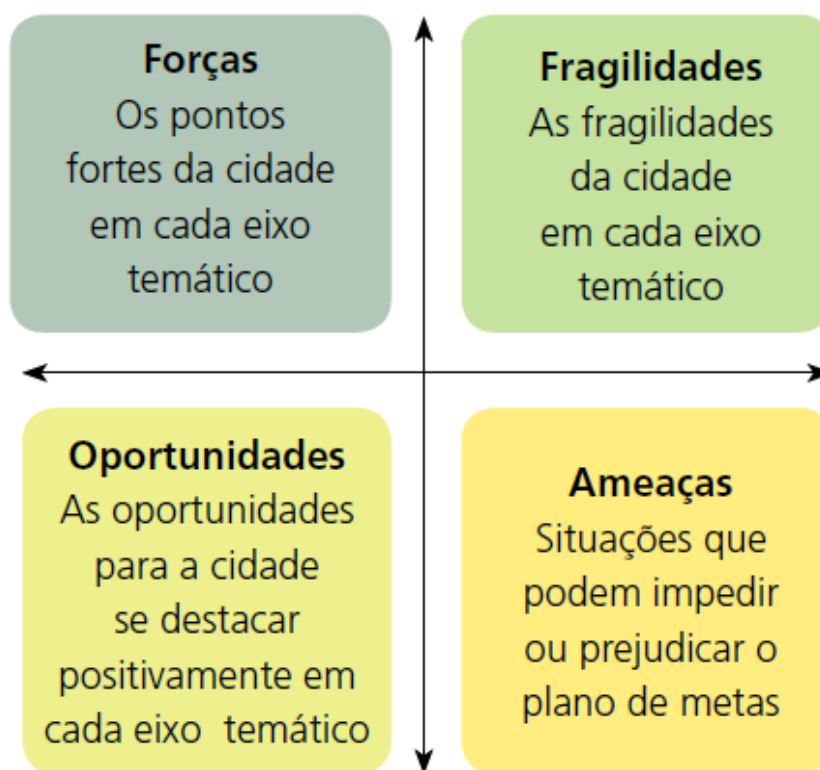 Forças
Os pontos
fortes da cidade
em cada eixo
temático
Fragilidades
As fragilidades
da cidade
em cada eixo
temático
Oportunidades
As oportunidades
para a cidade
se destacar
positivamente em
cada eixo temático
Ameaças
Situações que
podem impedir
ou prejudicar o
plano de metas